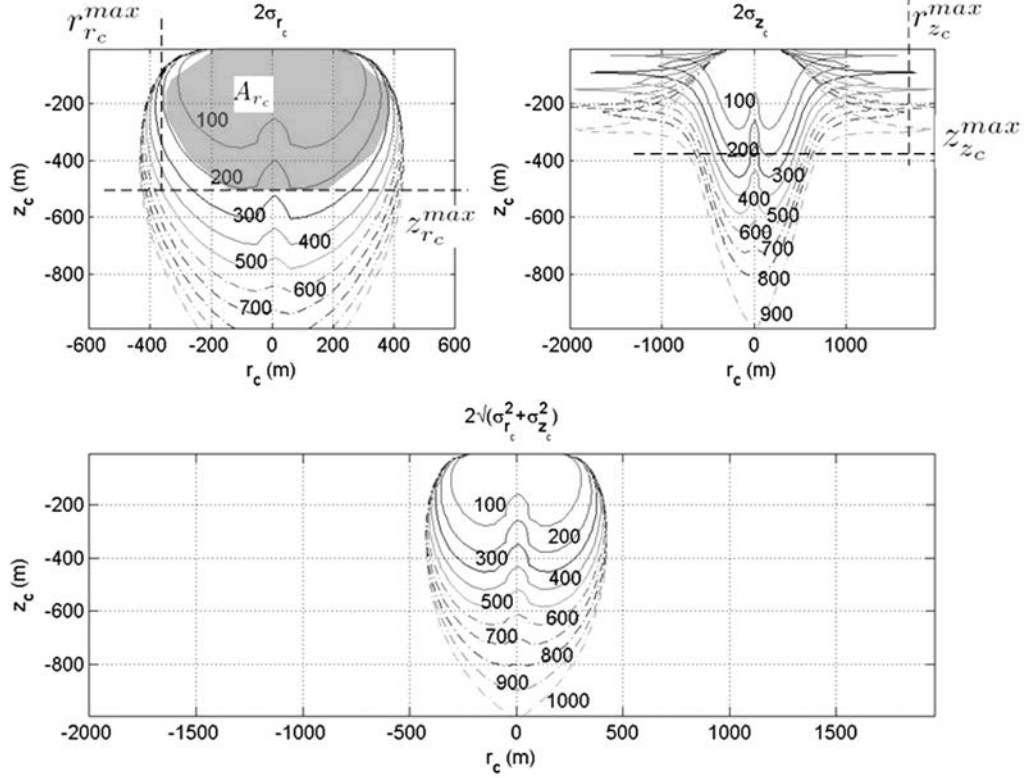 r_{r_c}^{max}
2σ_{r_c}
2σ_{z_c}
r_{z_c}^{max}
A_{r_c}
100
200
300
400
500
600
700
z_{r_c}^{max}
-200
-400
-600
-800
z_c (m)
-600 -400 -200 0 200 400 600
r_c (m)
100
200
300
400
500
600
700
800
900
z_{z_c}^{max}
-200
-400
-600
-800
z_c (m)
-2000 -1000 0 1000
r_c (m)
2√(σ_{r_c}^2+σ_{z_c}^2)
100
200
300
400
500
600
700
800
900
1000
-200
-400
-600
-800
z_c (m)
-2000 -1500 -1000 -500 0 500 1000 1500
r_c (m)